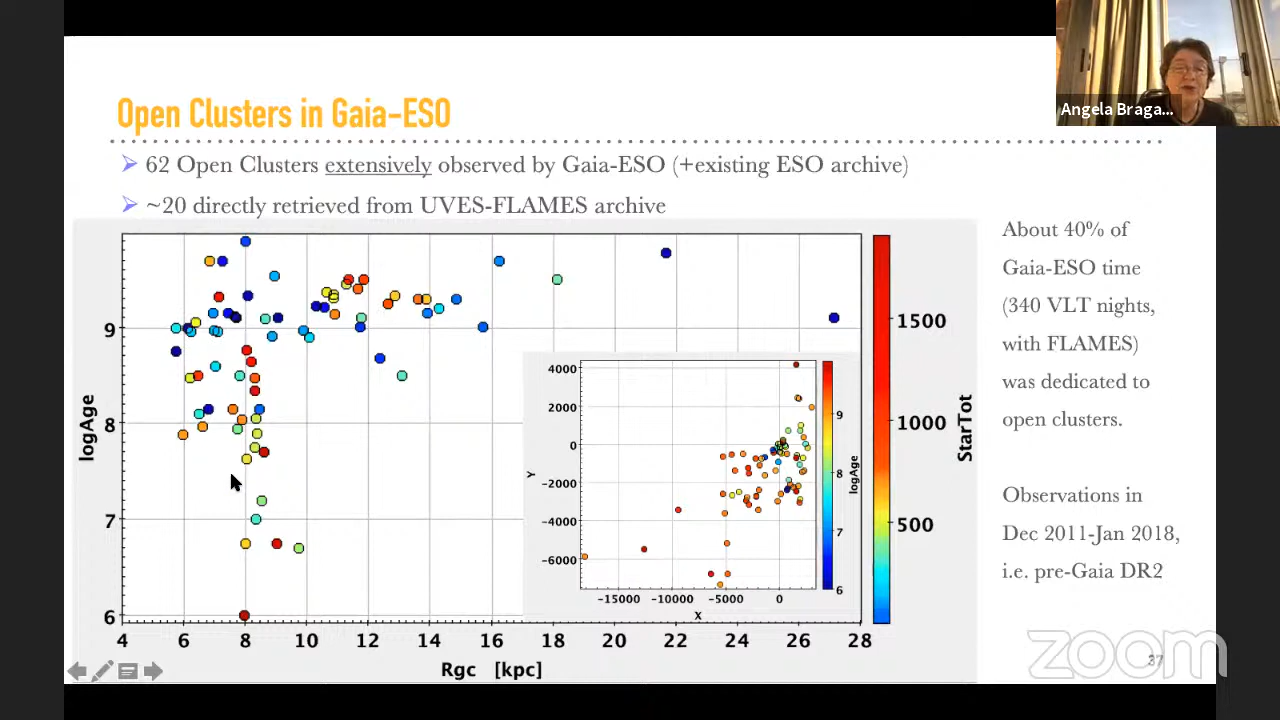 Angela Braga...
Open Clusters in Gaia-ESO
62 Open Clusters extensively observed by Gaia-ESO (+existing ESO archive)
~20 directly retrieved from UVES-FLAMES archive
About 40% of
Gaia-ESO time
(340 VLT nights,
with FLAMES)
was dedicated to
open clusters.
Observations in
Dec 2011-Jan 2018,
i.e. pre-Gaia DR2
logAge
9
8
7
6
4 6 8 10 12 14 16 18 20 22 24 26 28
Rgc [kpc]
1500
1000
500
StarTot
4000
2000
0
-2000
-4000
-6000
Y
-15000 -10000 -5000 0
X
9
8
7
6
logAge
zoom
37